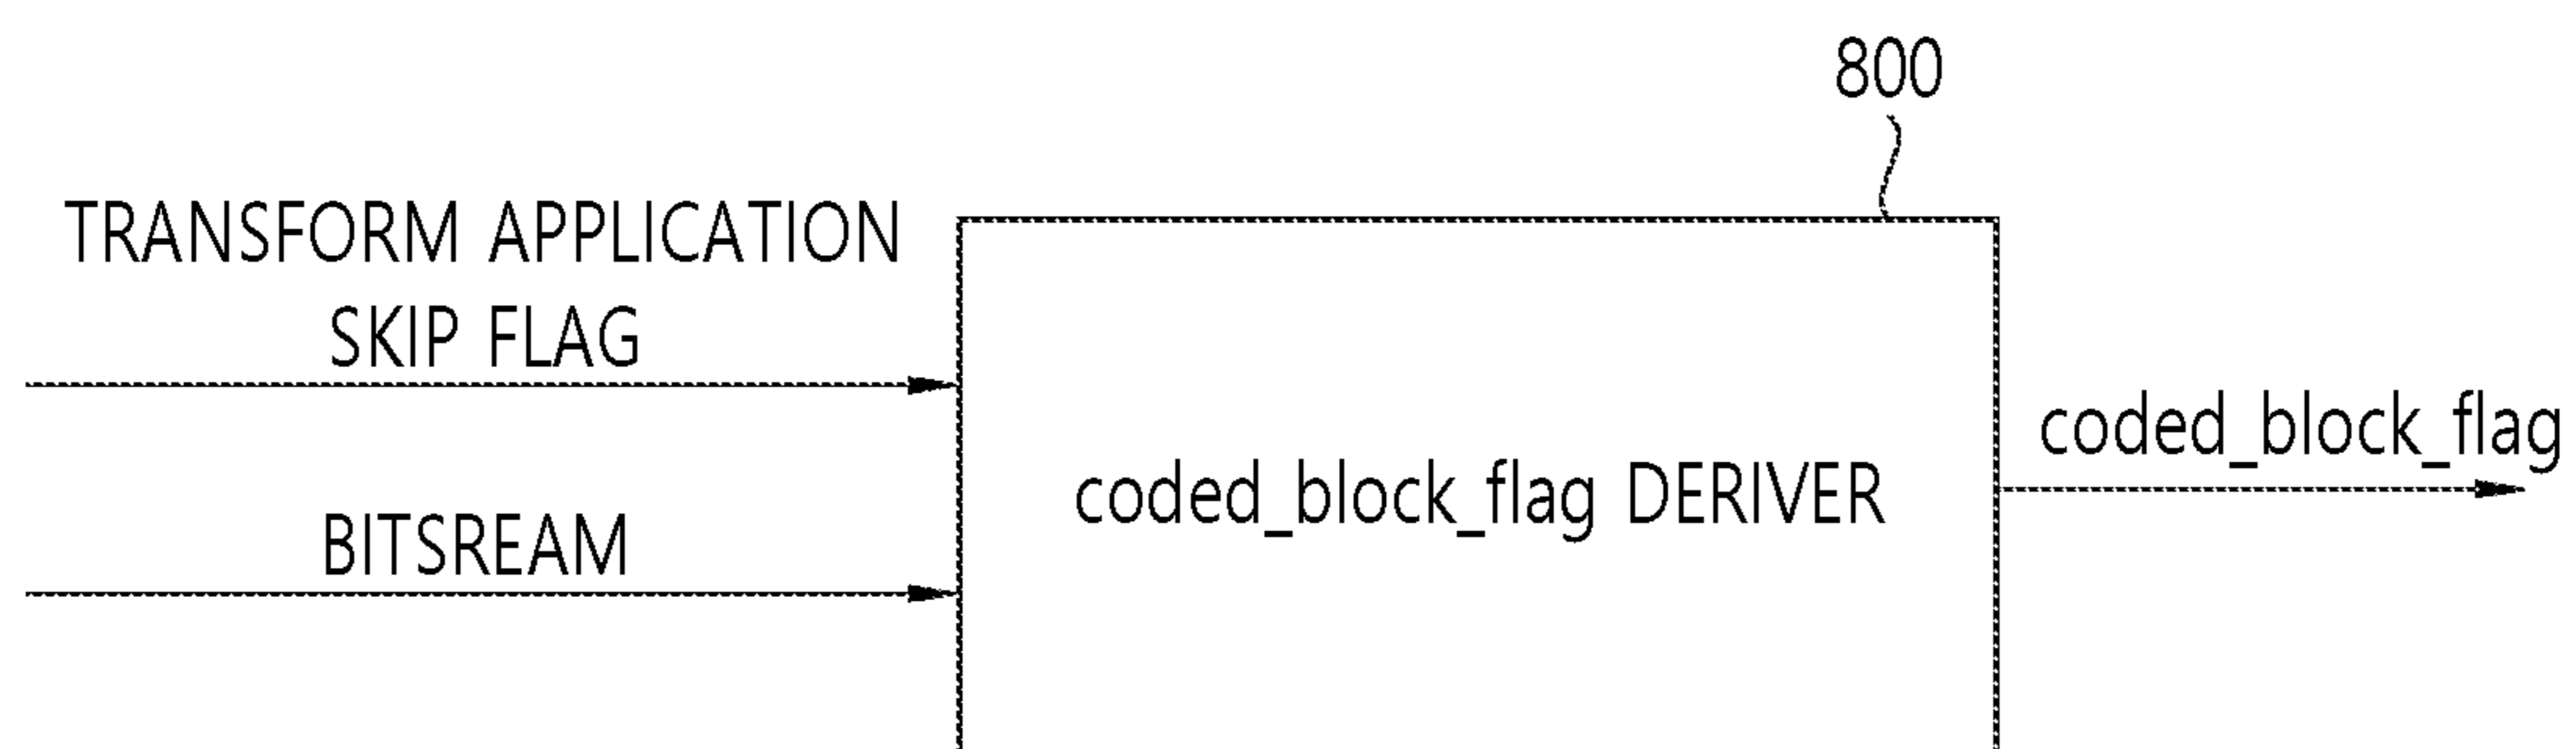 800
TRANSFORM APPLICATION
SKIP FLAG
BITSREAM
coded_block_flag DERIVER
coded_block_flag